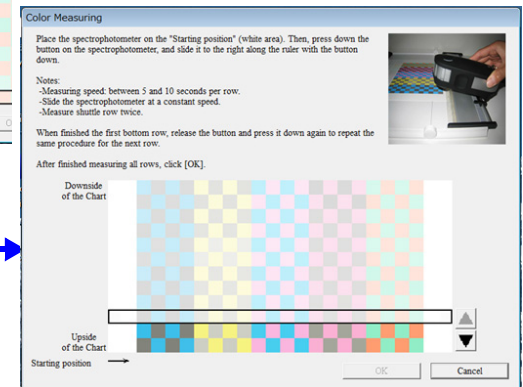 Color Measuring
Place the spectrophotometer on the "Starting position" (white area). Then, press down the
button on the spectrophotometer, and slide it to the right along the ruler with the button
down.
Notes:
-Measuring speed: between 5 and 10 seconds per row.
-Slide the spectrophotometer at a constant speed.
-Measure shuttle row twice.
When finished the first bottom row, release the button and press it down again to repeat the
same procedure for the next row.
After finished measuring all rows, click [OK].
Downside
of the Chart
Upside
of the Chart
Starting position
OK
Cancel